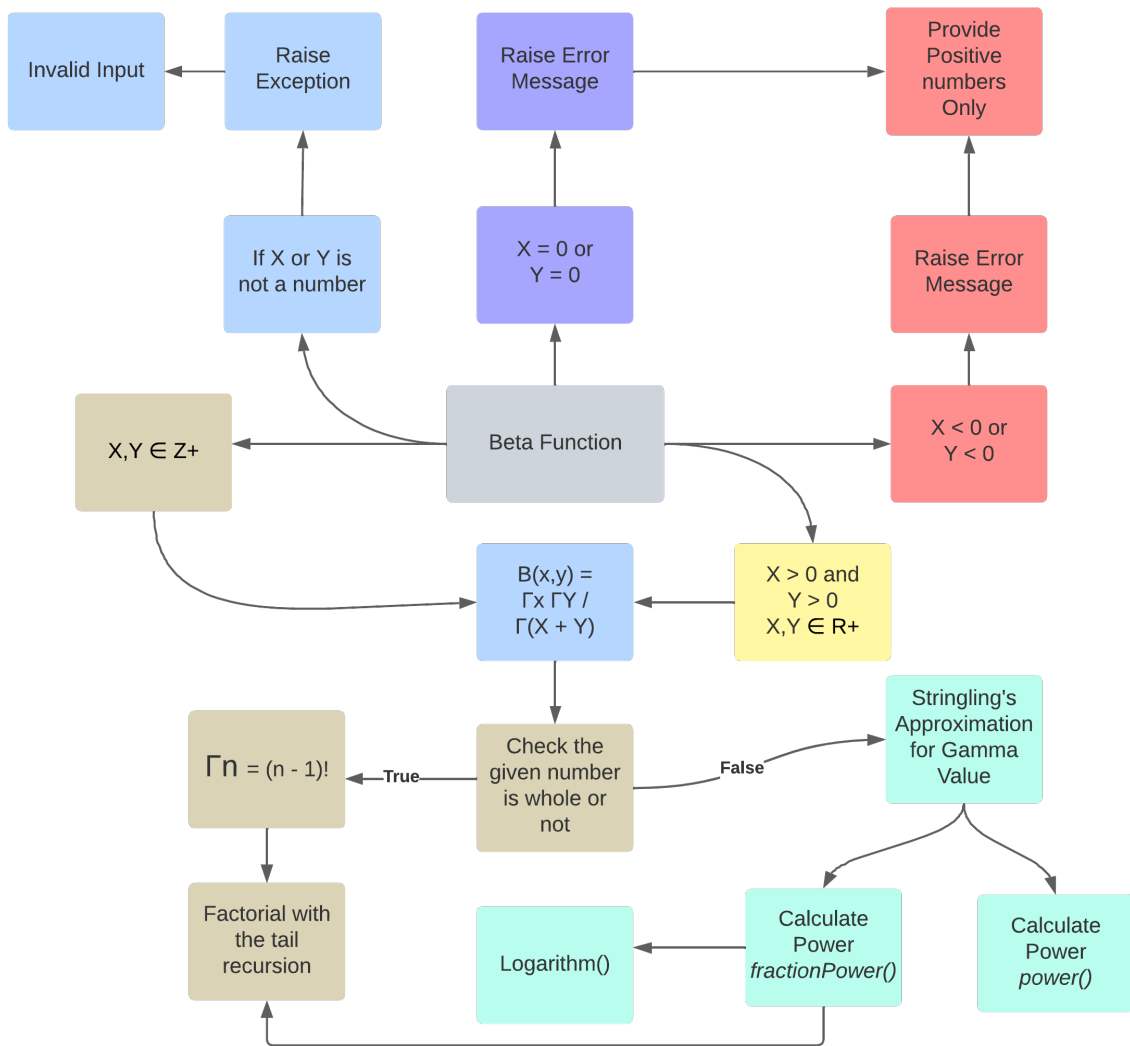 Invalid Input
Raise
Exception
Raise Error
Message
Provide
Positive
numbers
Only
If X or Y is
not a number
X = 0 or
Y = 0
Raise Error
Message
X,Y ∈ Z+
Beta Function
X < 0 or
Y < 0
B(x,y) =
Γx ΓY /
Γ(X + Y)
X > 0 and
Y > 0
X,Y ∈ R+
Γn = (n - 1)!
True
Check the
given number
is whole or
not
False
Stringling's
Approximation
for Gamma
Value
Factorial with
the tail
recursion
Logarithm()
Calculate
Power
fractionPower()
Calculate
Power
power()